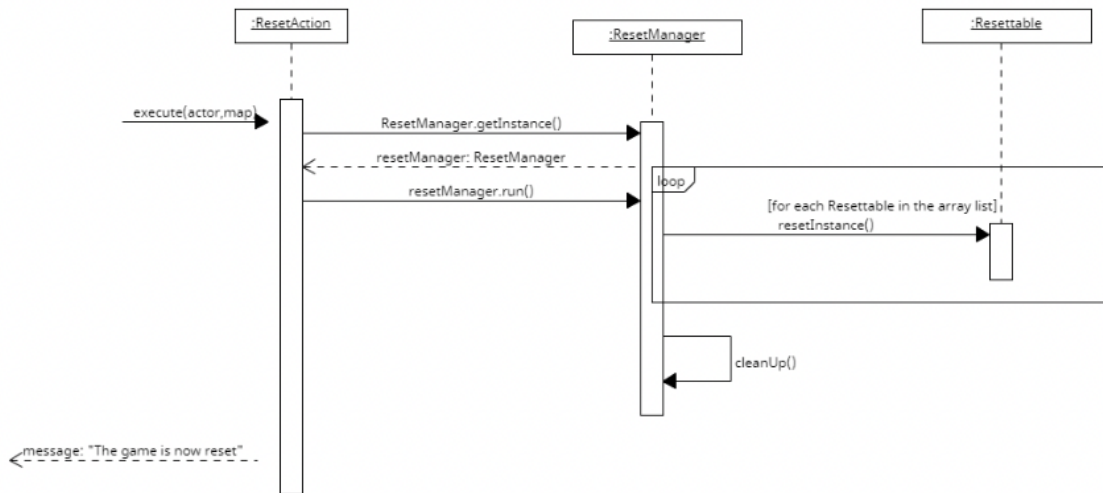 :ResetAction
:ResetManager
:Resettable
execute(actor,map)
ResetManager.getInstance()
resetManager: ResetManager
loop
resetManager.run()
[for each Resettable in the array list]
resetInstance()
cleanUp()
message: "The game is now reset"